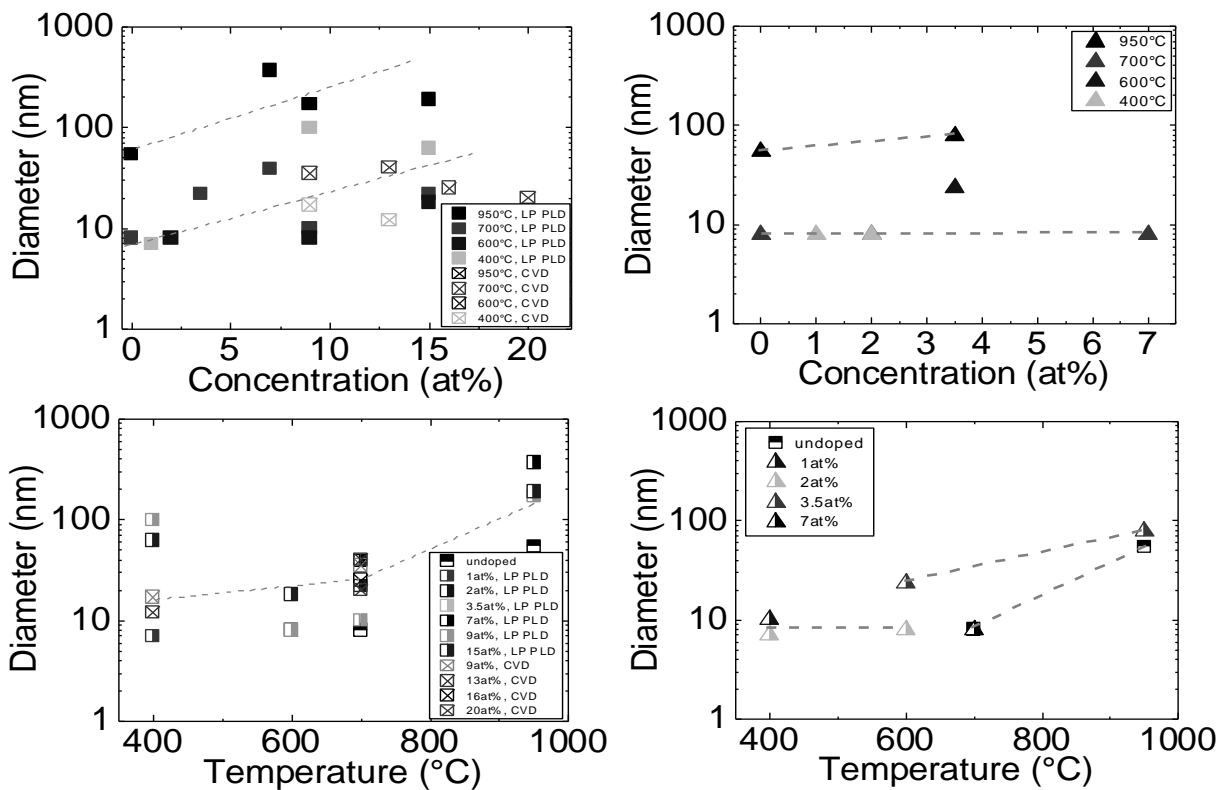 1000
100
10
1
Diameter (nm)
0 5 10 15 20
Concentration (at%)
950°C, LP PLD
700°C, LP PLD
600°C, LP PLD
400°C, LP PLD
950°C, CVD
700°C, CVD
600°C, CVD
400°C, CVD
1000
100
10
1
Diameter (nm)
0 1 2 3 4 5 6 7
Concentration (at%)
950°C
700°C
600°C
400°C
1000
100
10
1
Diameter (nm)
400 600 800 1000
Temperature (°C)
undoped
1at%, LP PLD
2at%, LP PLD
3.5at%, LP PLD
7at%, LP PLD
9at%, LP PLD
15at%, LP PLD
9at%, CVD
13at%, CVD
16at%, CVD
20at%, CVD
1000
100
10
1
Diameter (nm)
400 600 800 1000
Temperature (°C)
undoped
1at%
2at%
3.5at%
7at%